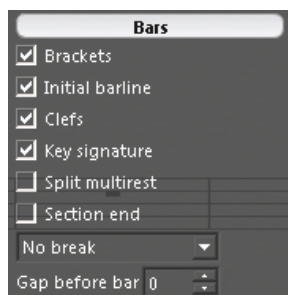 Bars
Brackets
Initial barline
Clefs
Key signature
Split multirest
Section end
No break
Gap before bar 0